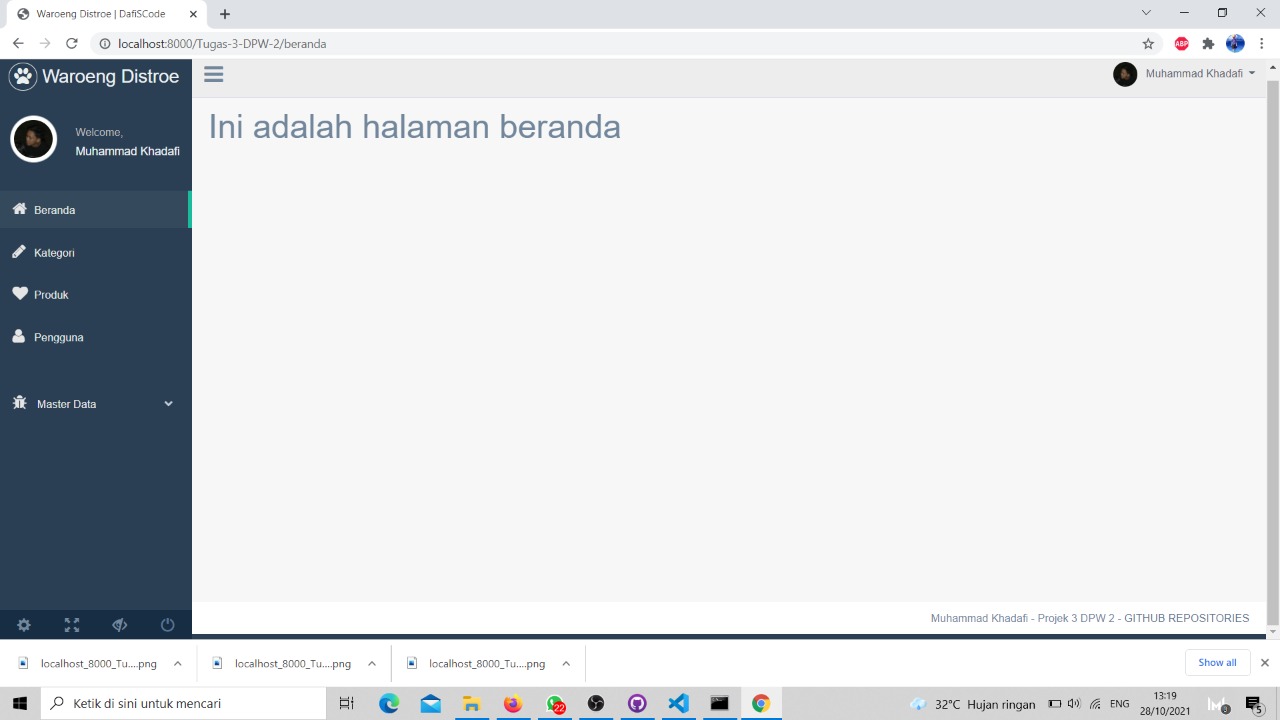 Waroeng Distroe | DafiSCode
localhost:8000/Tugas-3-DPW-2/beranda
ABP
Waroeng Distroe
Muhammad Khadafi
Welcome,
Muhammad Khadafi
Ini adalah halaman beranda
Beranda
Kategori
Produk
Pengguna
Master Data
Muhammad Khadafi - Projek 3 DPW 2 - GITHUB REPOSITORIES
localhost_8000_Tu....png
localhost_8000_Tu....png
localhost_8000_Tu....png
Show all
Ketik di sini untuk mencari
22
32°C Hujan ringan
ENG
13:19
28/10/2021
5